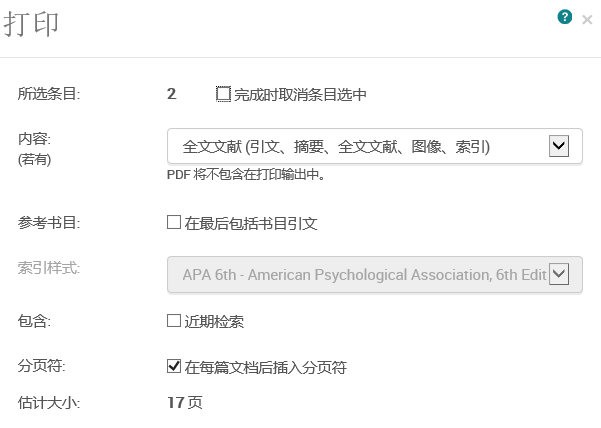 打印
?
所选条目: 2 完成时取消条目选中
内容: 全文文献 (引文、摘要、全文文献、图像、索引)
(若有)
PDF 将不包含在打印输出中。
参考书目: 在最后包括书目引文
索引样式: APA 6th - American Psychological Association, 6th Edit
包含: 近期检索
分页符: 在每篇文档后插入分页符
估计大小: 17 页